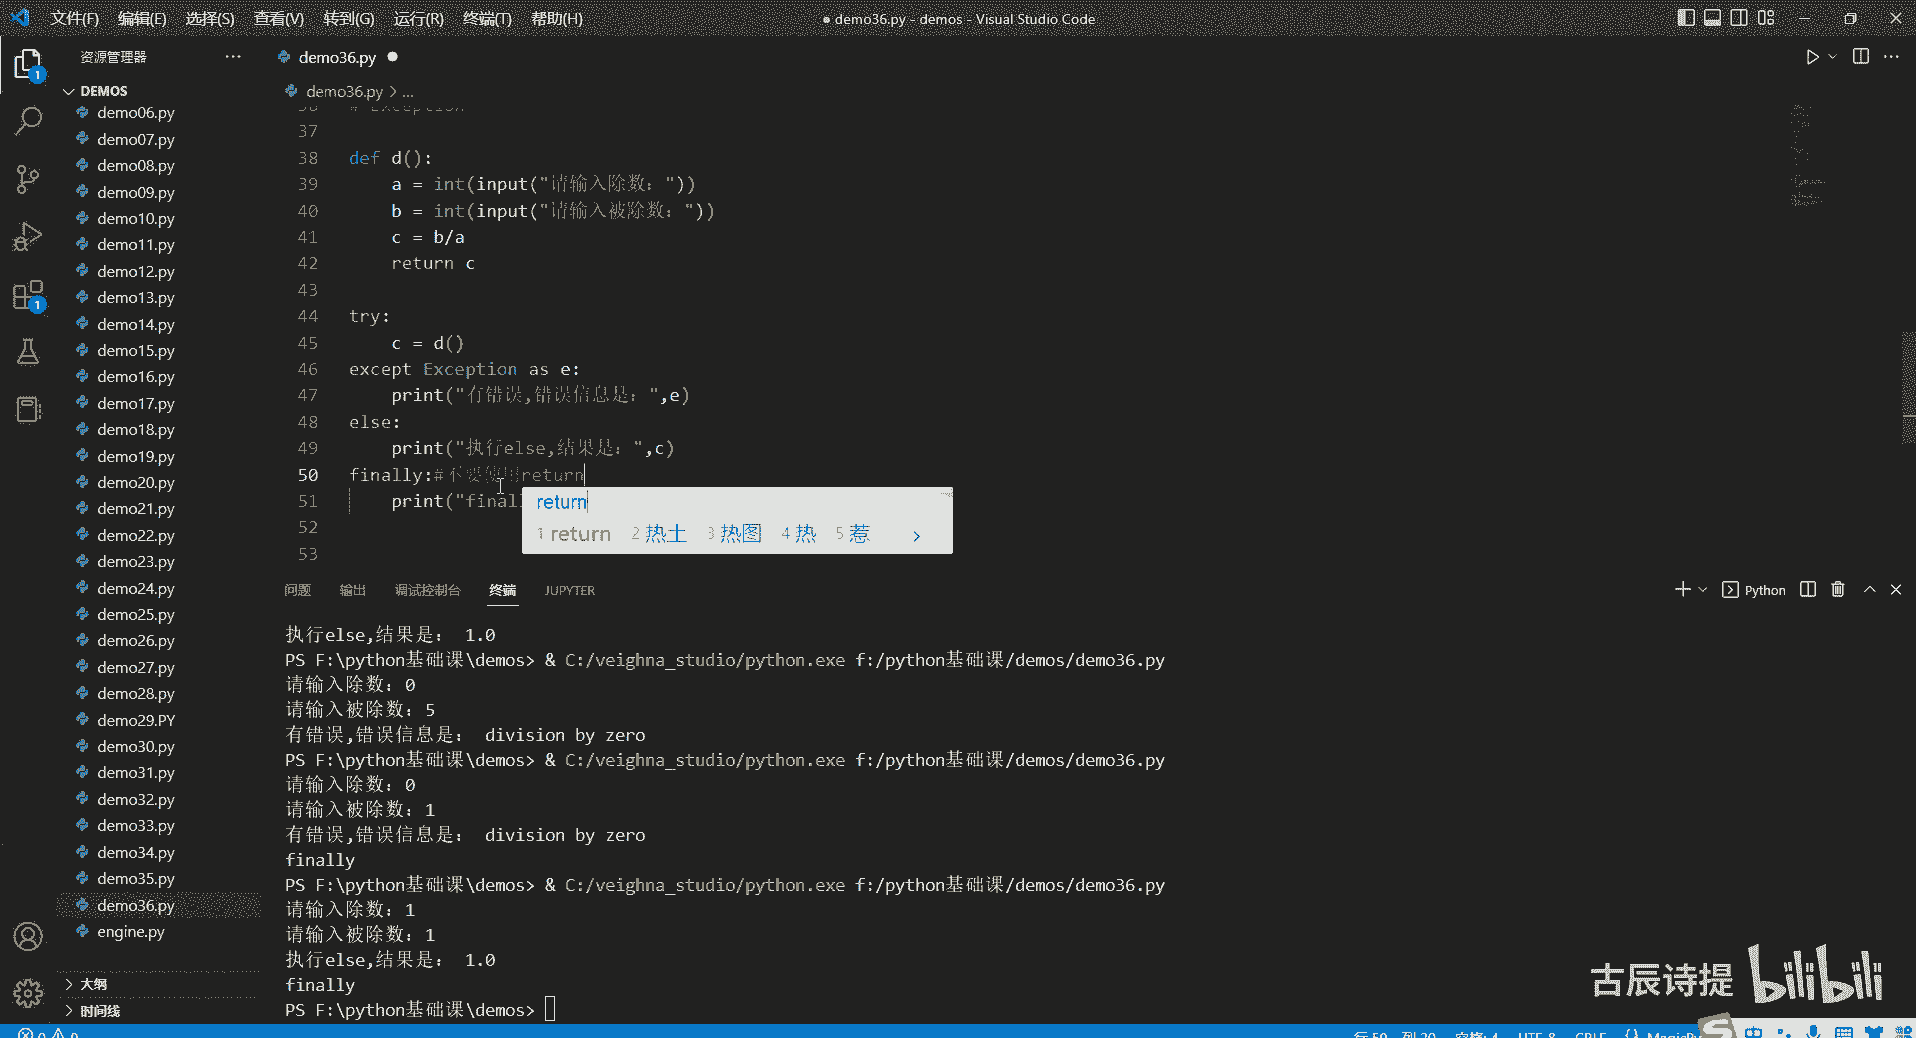 文件(F) 编辑(E) 选择(S) 查看(V) 转到(G) 运行(R) 终端(T) 帮助(H)
● demo36.py - demos - Visual Studio Code
资源管理器
DEMOS
demo06.py
demo07.py
demo08.py
demo09.py
demo10.py
demo11.py
demo12.py
demo13.py
demo14.py
demo15.py
demo16.py
demo17.py
demo18.py
demo19.py
demo20.py
demo21.py
demo22.py
demo23.py
demo24.py
demo25.py
demo26.py
demo27.py
demo28.py
demo29.PY
demo30.py
demo31.py
demo32.py
demo33.py
demo34.py
demo35.py
demo36.py
engine.py
大纲
时间线
demo36.py ●
demo36.py > ...
37
38 def d():
39 a = int(input("请输入除数："))
40 b = int(input("请输入被除数："))
41 c = b/a
42 return c
43
44 try:
45 c = d()
46 except Exception as e:
47 print("有错误,错误信息是：",e)
48 else:
49 print("执行else,结果是：",c)
50 finally:#不要使用return
51 print("final
52
53
return
1 return 2 热土 3 热图 4 热 5 惹 >
问题 输出 调试控制台 终端 JUPYTER
Python
执行else,结果是： 1.0
PS F:\python基础课\demos> & C:/veighna_studio/python.exe f:/python基础课/demos/demo36.py
请输入除数：0
请输入被除数：5
有错误,错误信息是： division by zero
PS F:\python基础课\demos> & C:/veighna_studio/python.exe f:/python基础课/demos/demo36.py
请输入除数：0
请输入被除数：1
有错误,错误信息是： division by zero
finally
PS F:\python基础课\demos> & C:/veighna_studio/python.exe f:/python基础课/demos/demo36.py
请输入除数：1
请输入被除数：1
执行else,结果是： 1.0
finally
PS F:\python基础课\demos>
古辰诗提 bilibili